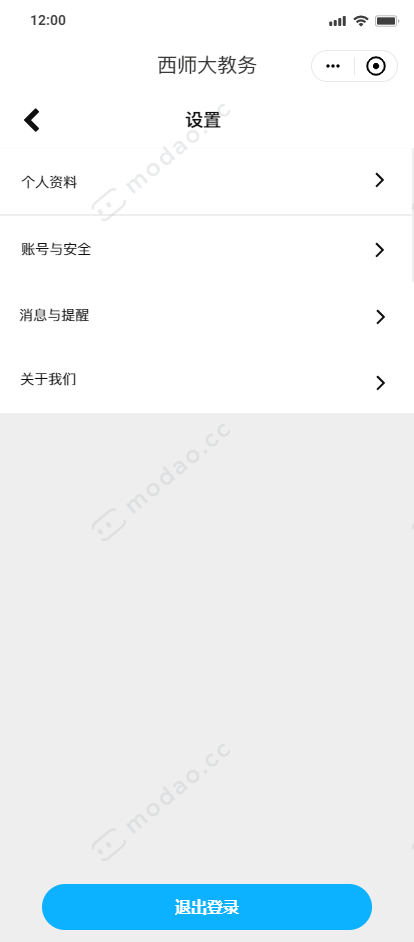 12:00
西师大教务
设置
个人资料
账号与安全
消息与提醒
关于我们
退出登录
modao.cc
modao.cc
modao.cc